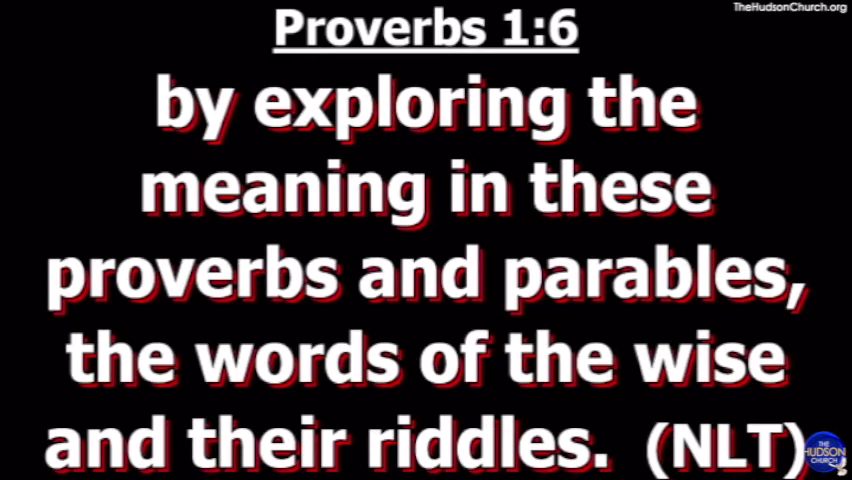 TheHudsonChurch.org
Proverbs 1:6
by exploring the
meaning in these
proverbs and parables,
the words of the wise
and their riddles. (NLT)
THE
HUDSON
CHURCH